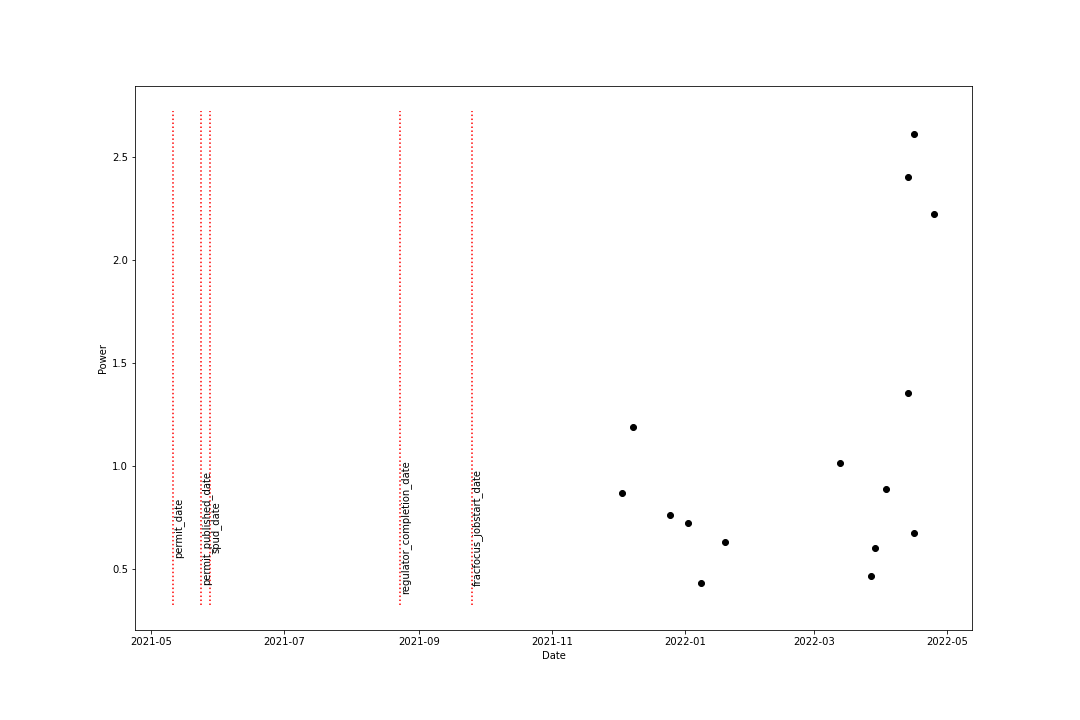 2.5
2.0
1.5
1.0
0.5
Power
permit_date
permit_published_date
spud_date
regulator_completion_date
fracfocus_jobstart_date
2021-05 2021-07 2021-09 2021-11 2022-01 2022-03 2022-05
Date